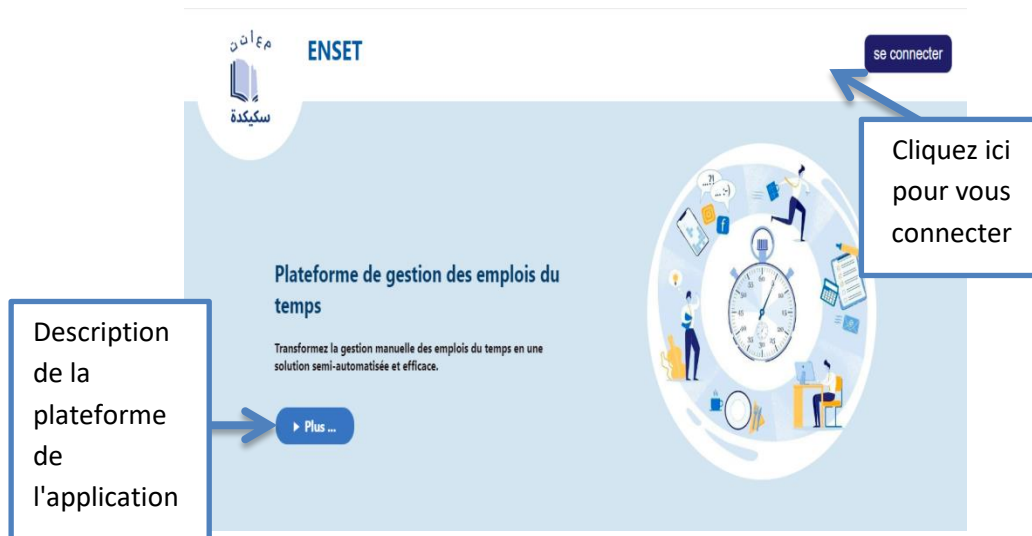 معاتت
سكيكدة
ENSET
se connecter
Cliquez ici
pour vous
connecter
...?!
... :-)
Plateforme de gestion des emplois du
temps
Transformez la gestion manuelle des emplois du temps en une
solution semi-automatisée et efficace.
Plus ...
Description
de la
plateforme
de
l'application